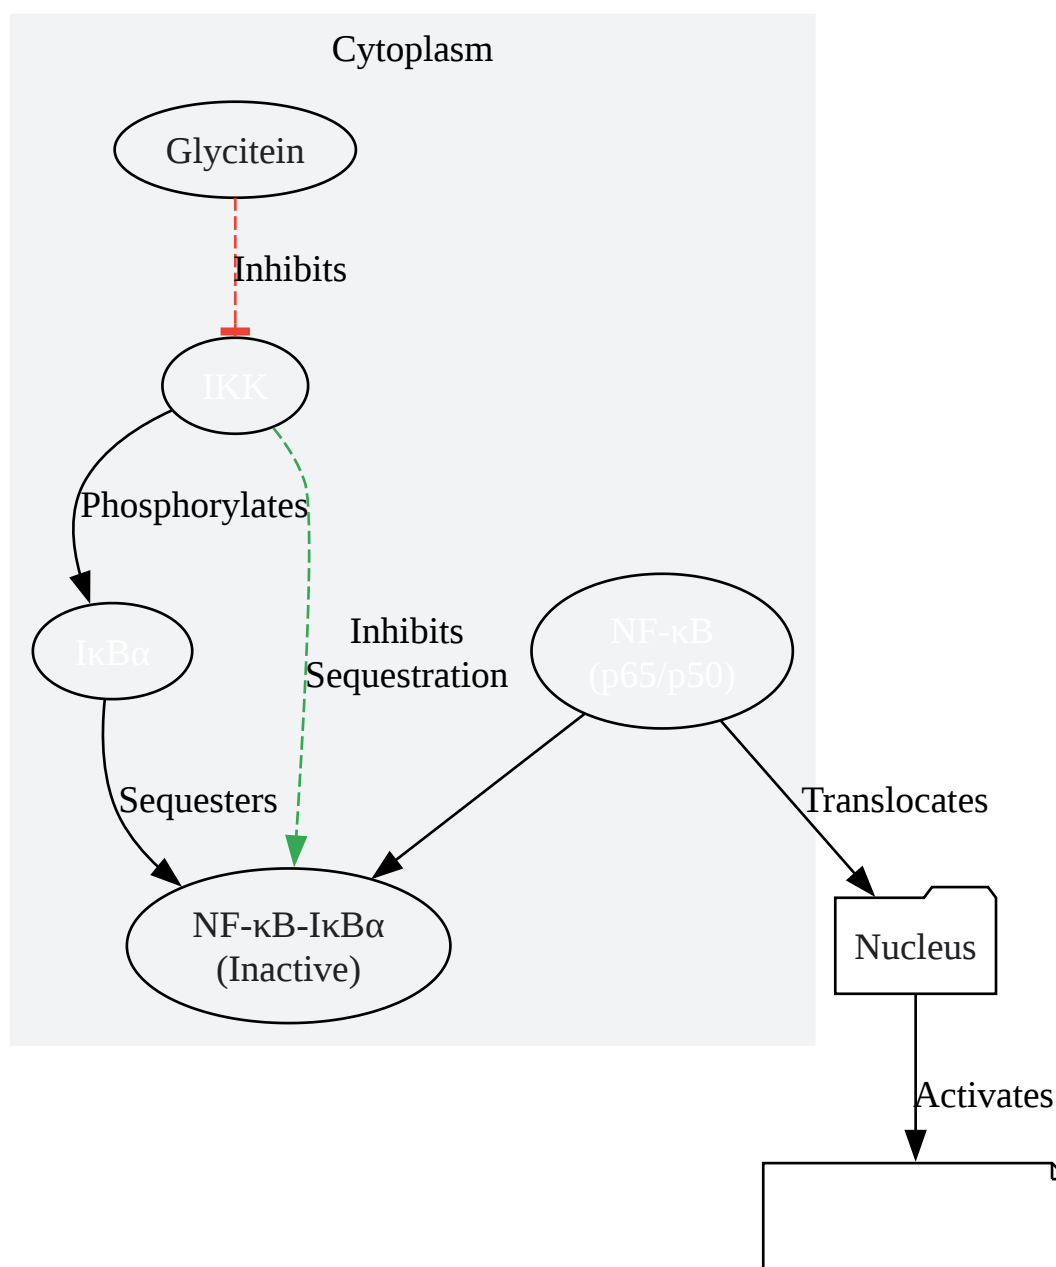 Cytoplasm
Glycitein
Inhibits
IKK
Phosphorylates
IκBα
Inhibits
Sequestration
NF-κB
(p65/p50)
Sequesters
Translocates
NF-κB-IκBα
(Inactive)
Nucleus
Activates